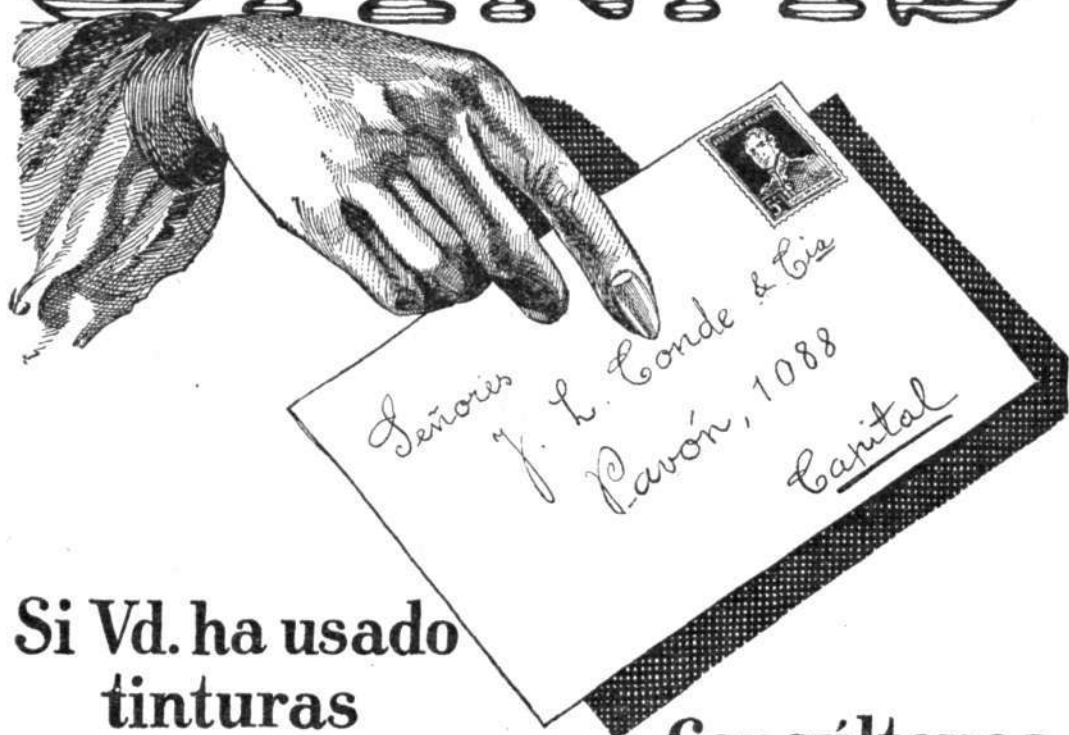 Señores
J. L. Conde & Cia
Pavón, 1088
Capital
Si Vd. ha usado
tinturas